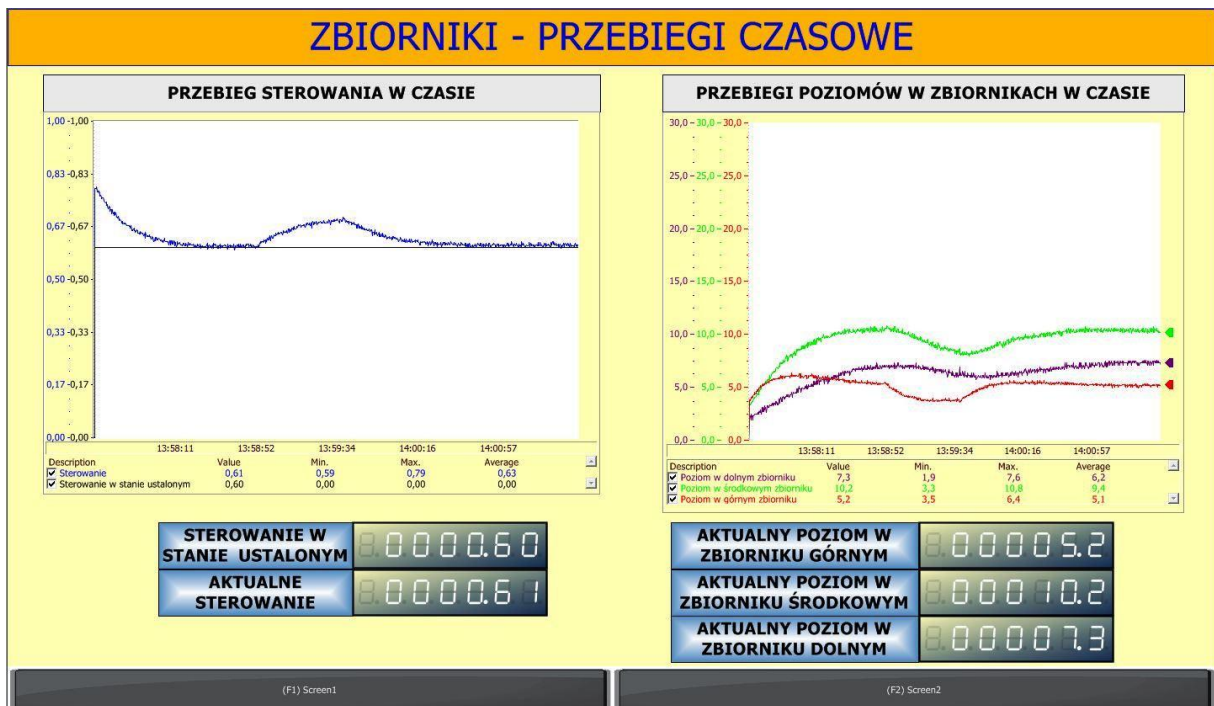 ZBIORNIKI - PRZEBIEGI CZASOWE
PRZEBIEG STEROWANIA W CZASIE
1,00 -1,00
0,83 -0,83
0,67 -0,67
0,50 -0,50
0,33 -0,33
0,17 -0,17
0,00 -0,00
13:58:11 13:58:52 13:59:34 14:00:16 14:00:57
Description Value Min. Max. Average
Sterowanie 0,61 0,59 0,79 0,63
Sterowanie w stanie ustalonym 0,60 0,00 0,00 0,00
STEROWANIE W
STANIE USTALONYM
0000.60
AKTUALNE
STEROWANIE
0000.61
PRZEBIEGI POZIOMÓW W ZBIORNIKACH W CZASIE
30,0 - 30,0 - 30,0
25,0 - 25,0 - 25,0
20,0 - 20,0 - 20,0
15,0 - 15,0 - 15,0
10,0 - 10,0 - 10,0
5,0 - 5,0 - 5,0
0,0 - 0,0 - 0,0
13:58:11 13:58:52 13:59:34 14:00:16 14:00:57
Description Value Min. Max. Average
Poziom w dolnym zbiorniku 7,3 1,9 7,6 6,2
Poziom w środkowym zbiorniku 10,2 3,3 10,8 9,4
Poziom w górnym zbiorniku 5,2 3,5 6,4 5,1
AKTUALNY POZIOM W
ZBIORNIKU GÓRNYM
00005.2
AKTUALNY POZIOM W
ZBIORNIKU ŚRODKOWYM
00010.2
AKTUALNY POZIOM W
ZBIORNIKU DOLNYM
00007.3
(F1) Screen1
(F2) Screen2